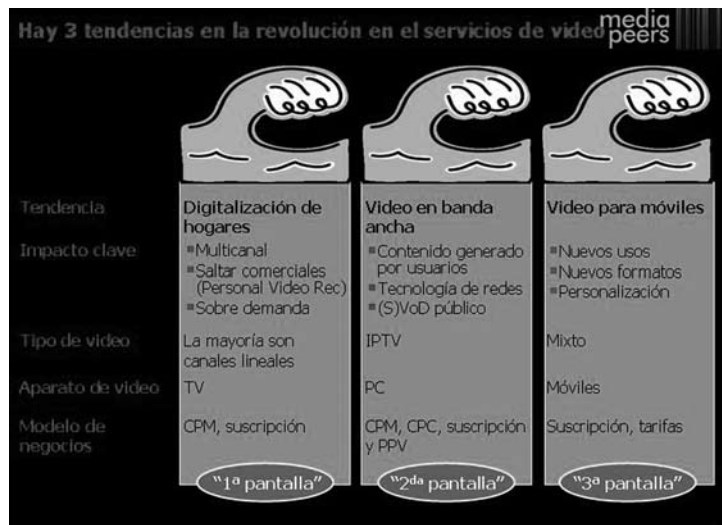 Hay 3 tendencias en la revolución en el servicios de video
media
peers
Tendencia
Digitalización de
hogares
Video en banda
ancha
Video para móviles
Impacto clave
Multicanal
Saltar comerciales
(Personal Video Rec)
Sobre demanda
Contenido generado
por usuarios
Tecnología de redes
(S)VoD público
Nuevos usos
Nuevos formatos
Personalización
Tipo de video
La mayoría son
canales lineales
IPTV
Mixto
Aparato de video
TV
PC
Móviles
Modelo de
negocios
CPM, suscripción
CPM, CPC, suscripción
y PPV
Suscripción, tarifas
“1ª pantalla”
“2da pantalla”
“3ª pantalla”